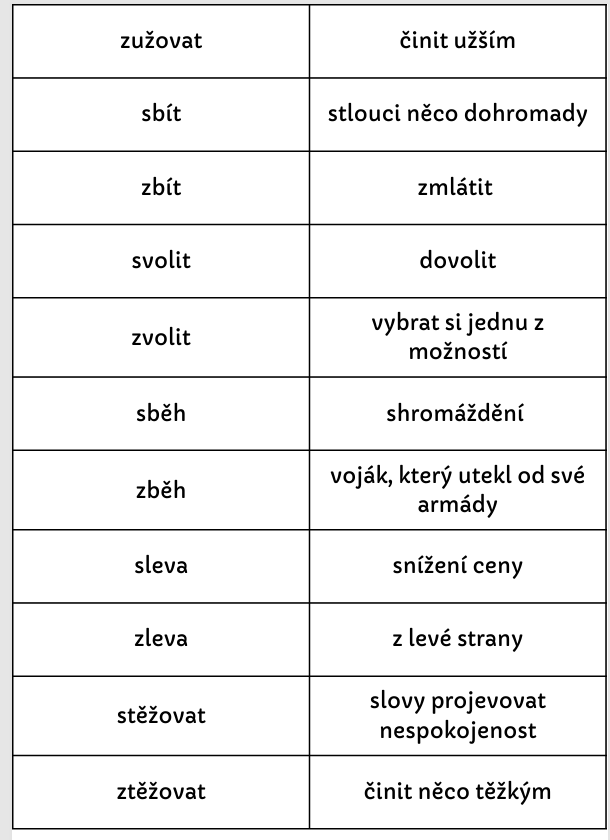 zužovat
činit užším
sbít
stlouci něco dohromady
zbít
zmlátit
svolit
dovolit
zvolit
vybrat si jednu z
možností
sběh
shromáždění
zběh
voják, který utekl od své
armády
sleva
snížení ceny
zleva
z levé strany
stěžovat
slovy projevovat
nespokojenost
ztěžovat
činit něco těžkým